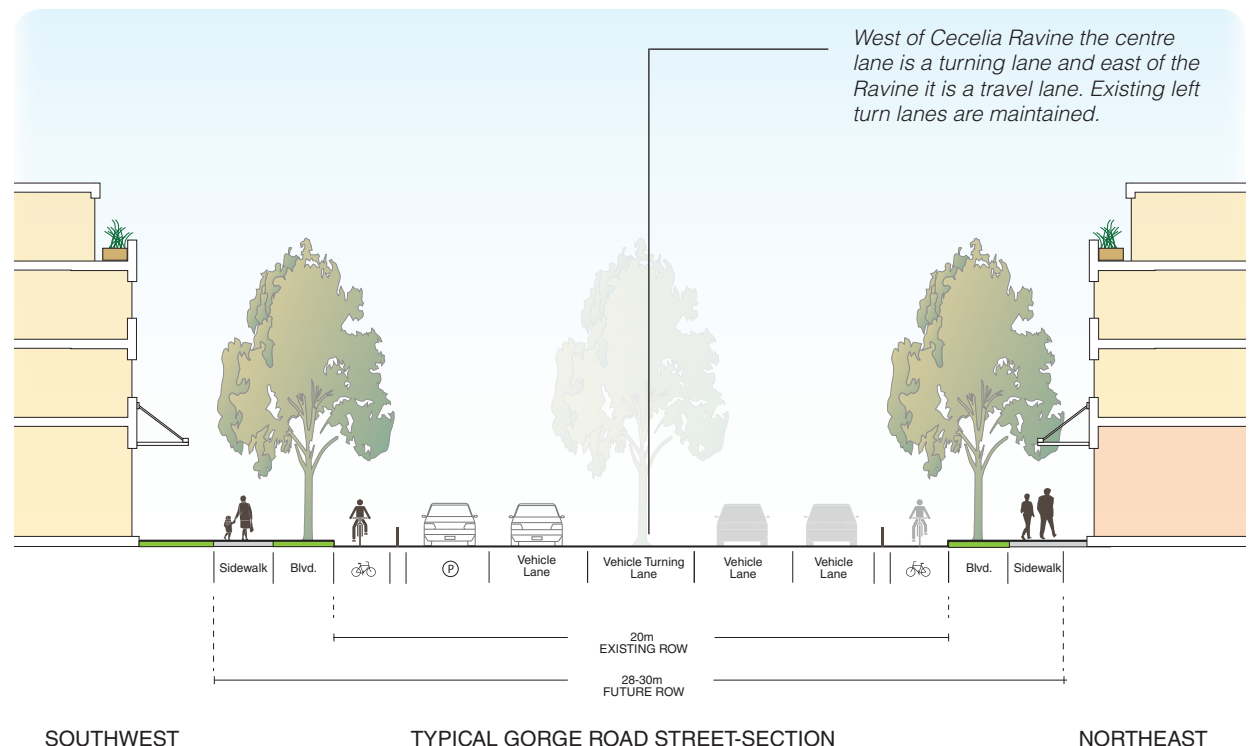 West of Cecelia Ravine the centre
lane is a turning lane and east of the
Ravine it is a travel lane. Existing left
turn lanes are maintained.
Sidewalk
Blvd.
P
Vehicle
Lane
Vehicle Turning
Lane
Vehicle
Lane
Vehicle
Lane
Blvd.
Sidewalk
20m
EXISTING ROW
28-30m
FUTURE ROW
SOUTHWEST
TYPICAL GORGE ROAD STREET-SECTION
NORTHEAST